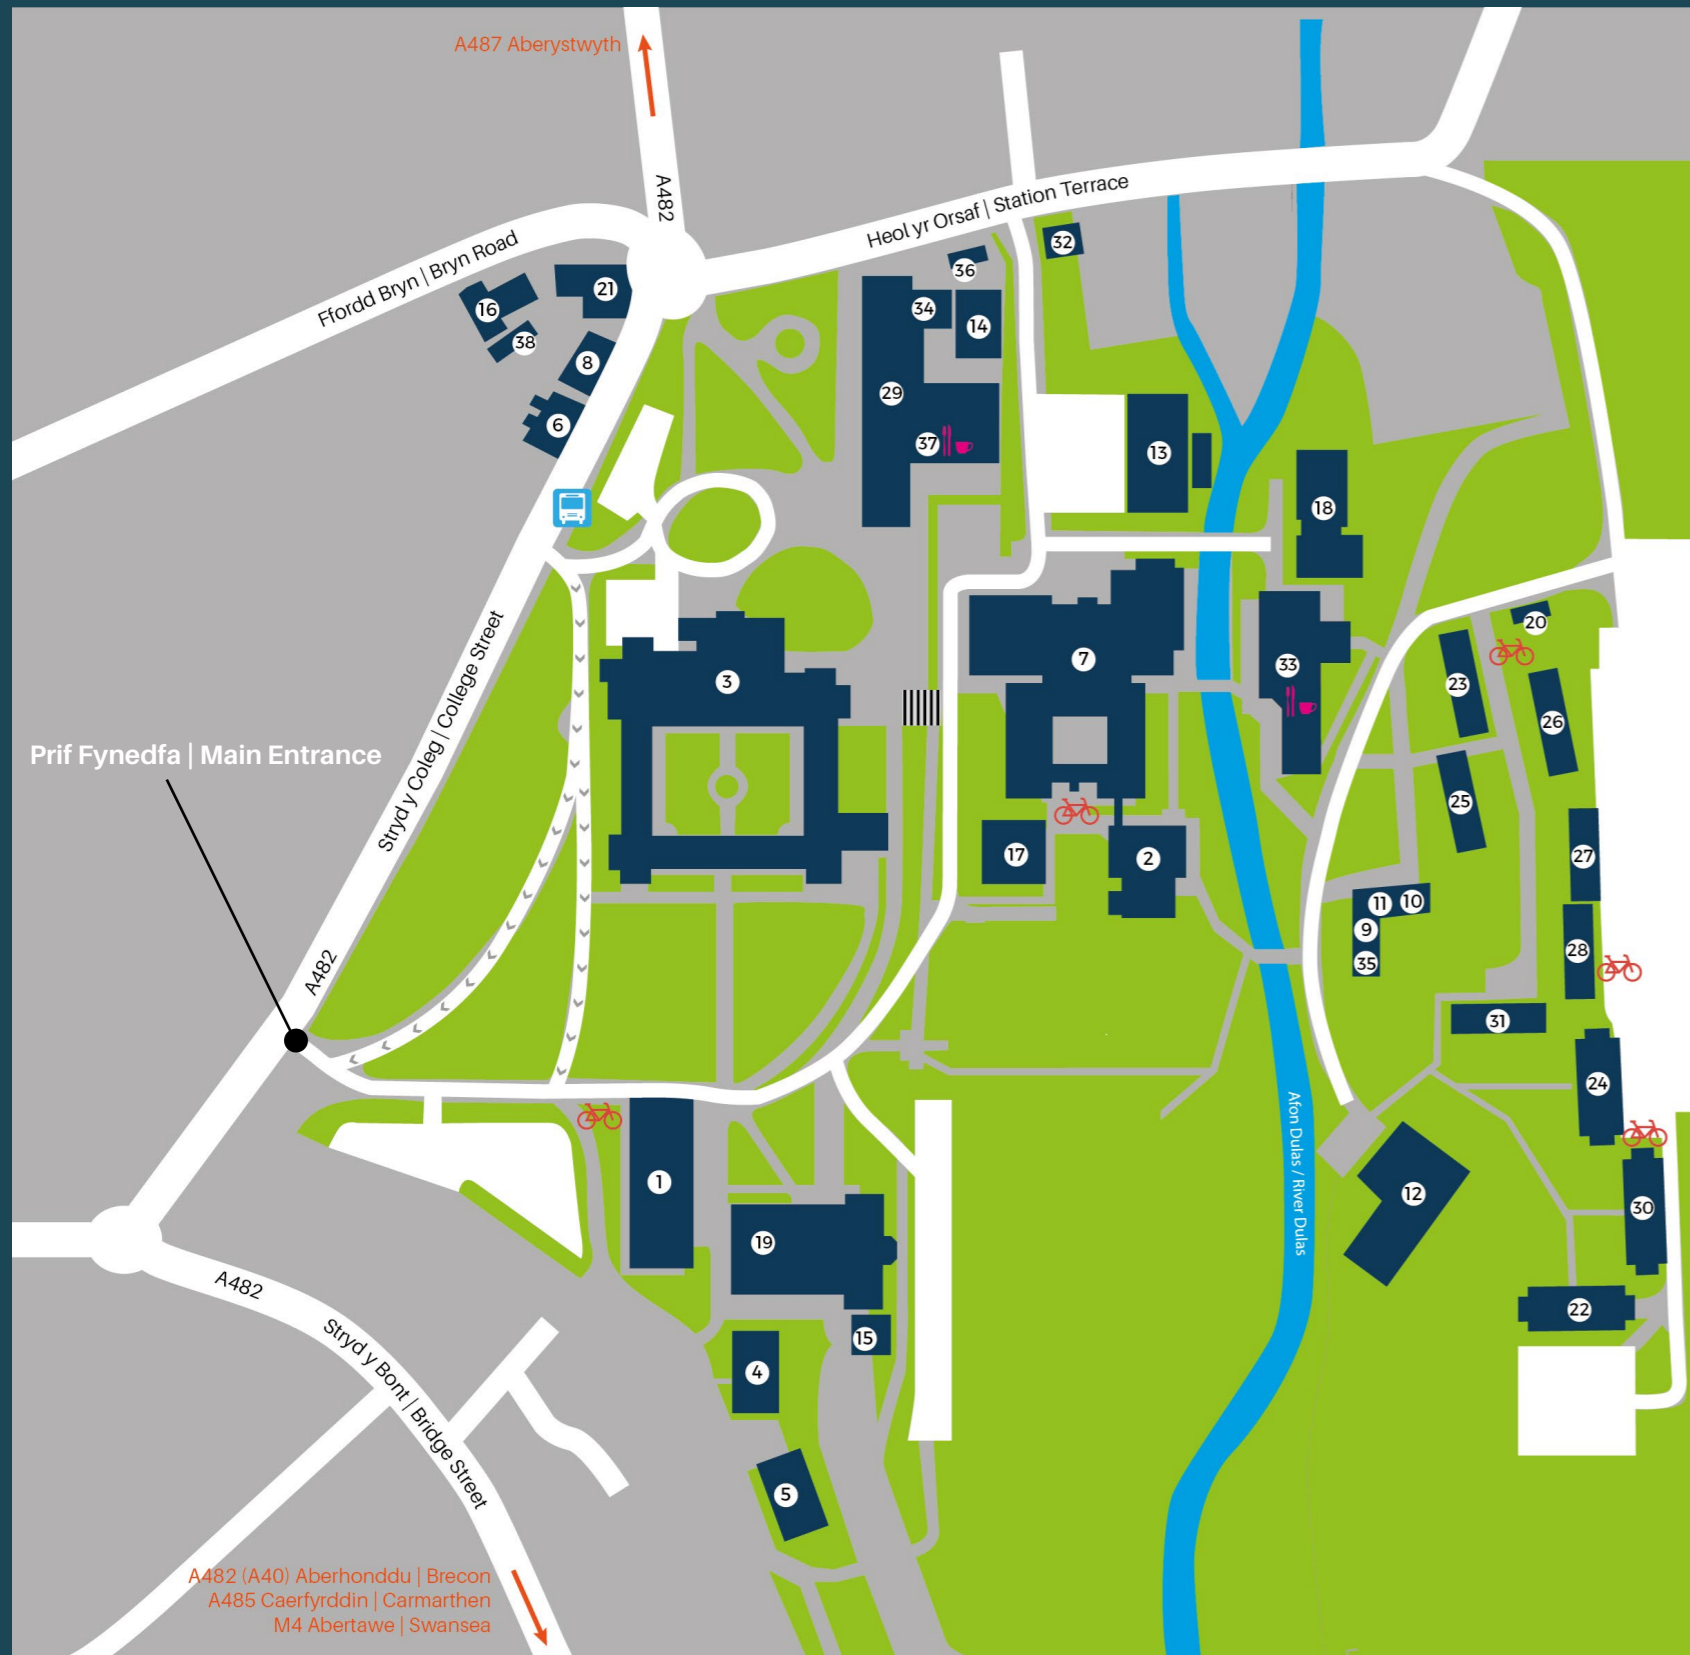 A487 Aberystwyth
A482
Heol yr Orsaf | Station Terrace
Ffordd Bryn | Bryn Road
32
36
21
34
16
14
38
8
29
6
37
13
18
20
7
33
3
23
26
Stryd y Coleg | College Street
Prif Fynedfa | Main Entrance
25
17
2
27
11
10
9
28
35
A482
31
24
Afon Dulas / River Dulas
1
12
30
19
A482
22
15
Stryd y Bont | Bridge Street
4
5
A482 (A40) Aberhonddu | Brecon
A485 Caerfyrddin | Carmarthen
M4 Abertawe | Swansea